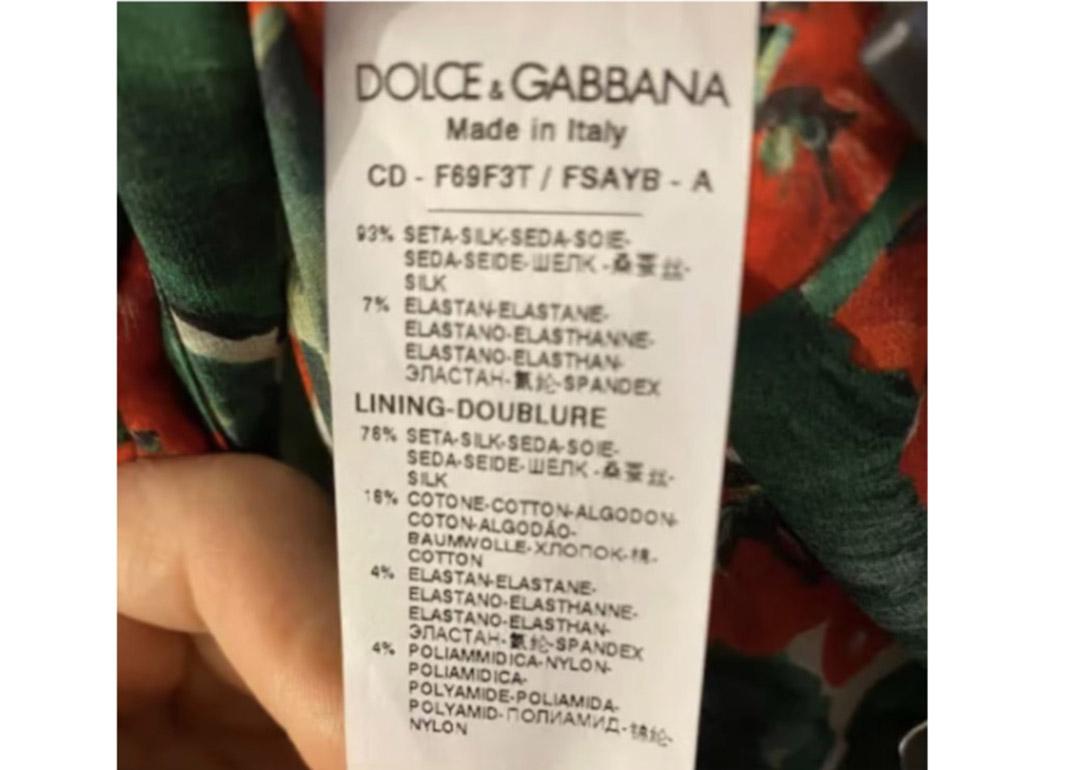 DOLCE & GABBANA
Made in Italy
CD - F69F3T / FSAYB - A
93% SETA-SILK-SEDA-SOIE-
SEDA-SEIDE-ШЕЛК -桑蚕丝-
SILK
7% ELASTAN-ELASTANE-
ELASTANO-ELASTHANNE-
ELASTANO-ELASTHAN-
ЭЛАСТАН-氨纶-SPANDEX
LINING-DOUBLURE
76% SETA-SILK-SEDA-SOIE-
SEDA-SEIDE-ШЕЛК -桑蚕丝-
SILK
16% COTONE-COTTON-ALGODON-
COTON-ALGODÃO-
BAUMWOLLE-ХЛОПОК-棉-
COTTON
4% ELASTAN-ELASTANE-
ELASTANO-ELASTHANNE-
ELASTANO-ELASTHAN-
ЭЛАСТАН-氨纶-SPANDEX
4% POLIAMMIDICA-NYLON-
POLIAMIDICA-
POLYAMIDE-POLIAMIDA-
POLYAMID-ПОЛИАМИД-锦纶-
NYLON